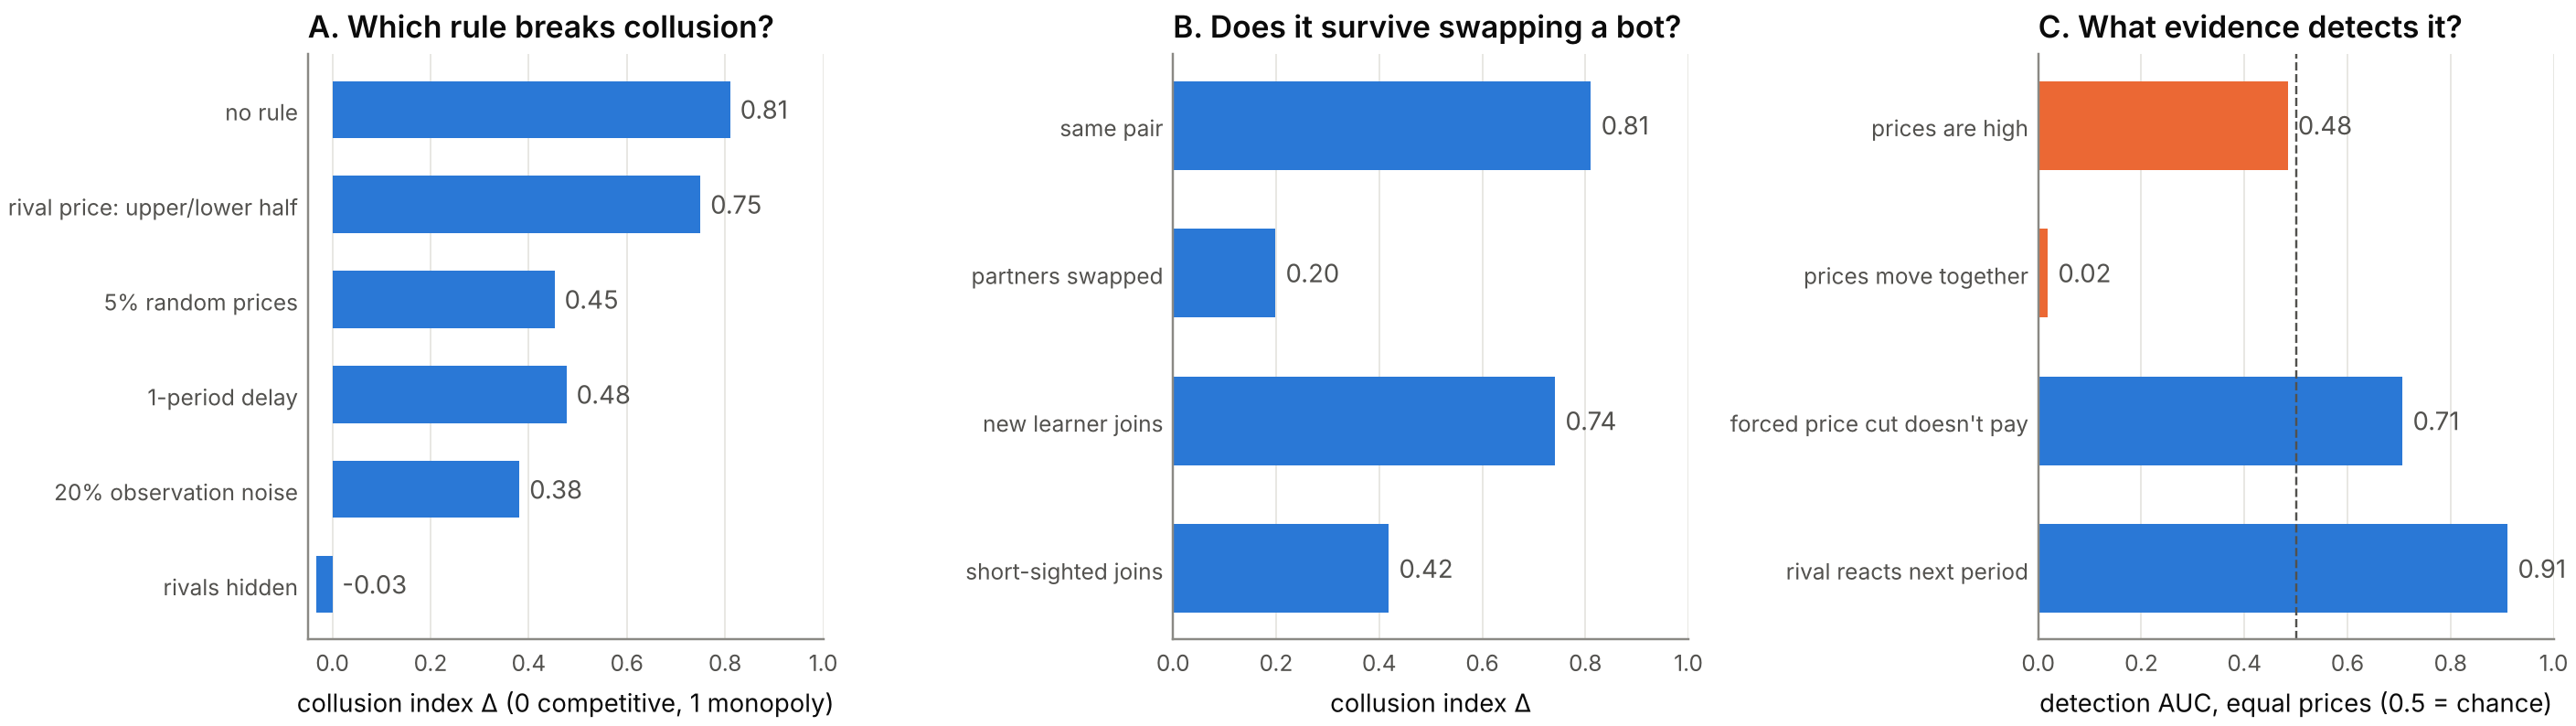 A. Which rule breaks collusion?
no rule
0.81
rival price: upper/lower half
0.75
5% random prices
0.45
1-period delay
0.48
20% observation noise
0.38
rivals hidden
-0.03
0.0 0.2 0.4 0.6 0.8 1.0
collusion index Δ (0 competitive, 1 monopoly)
B. Does it survive swapping a bot?
same pair
0.81
partners swapped
0.20
new learner joins
0.74
short-sighted joins
0.42
0.0 0.2 0.4 0.6 0.8 1.0
collusion index Δ
C. What evidence detects it?
prices are high
0.48
prices move together
0.02
forced price cut doesn't pay
0.71
rival reacts next period
0.91
0.0 0.2 0.4 0.6 0.8 1.0
detection AUC, equal prices (0.5 = chance)